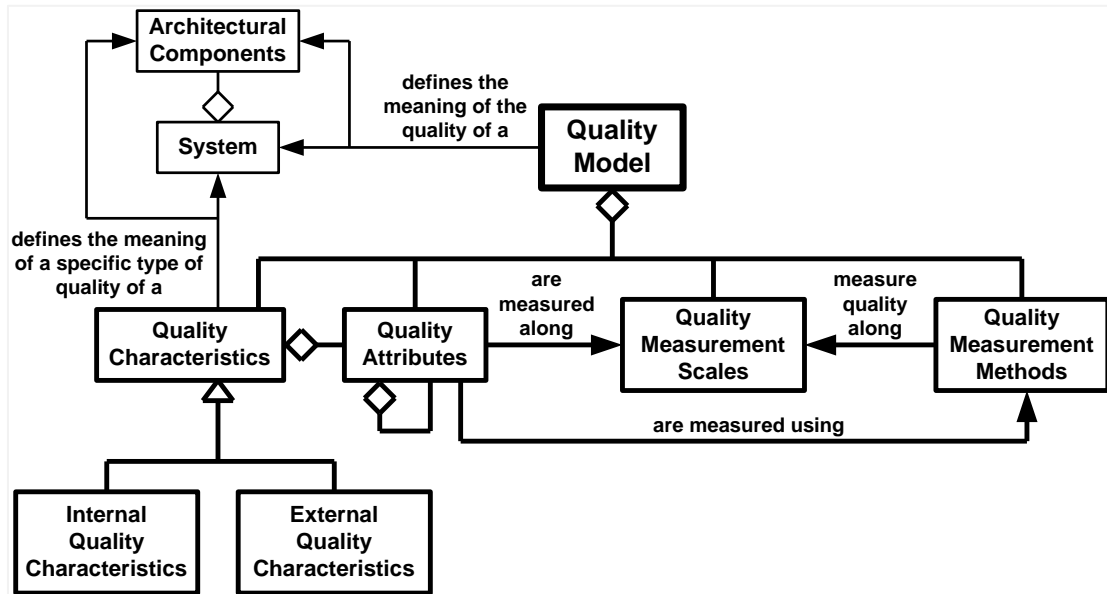 Architectural
Components
System
defines the
meaning of the
quality of a
Quality
Model
defines the meaning
of a specific type of
quality of a
are
measured
along
measure
quality
along
Quality
Characteristics
Quality
Attributes
Quality
Measurement
Scales
Quality
Measurement
Methods
are measured using
Internal
Quality
Characteristics
External
Quality
Characteristics